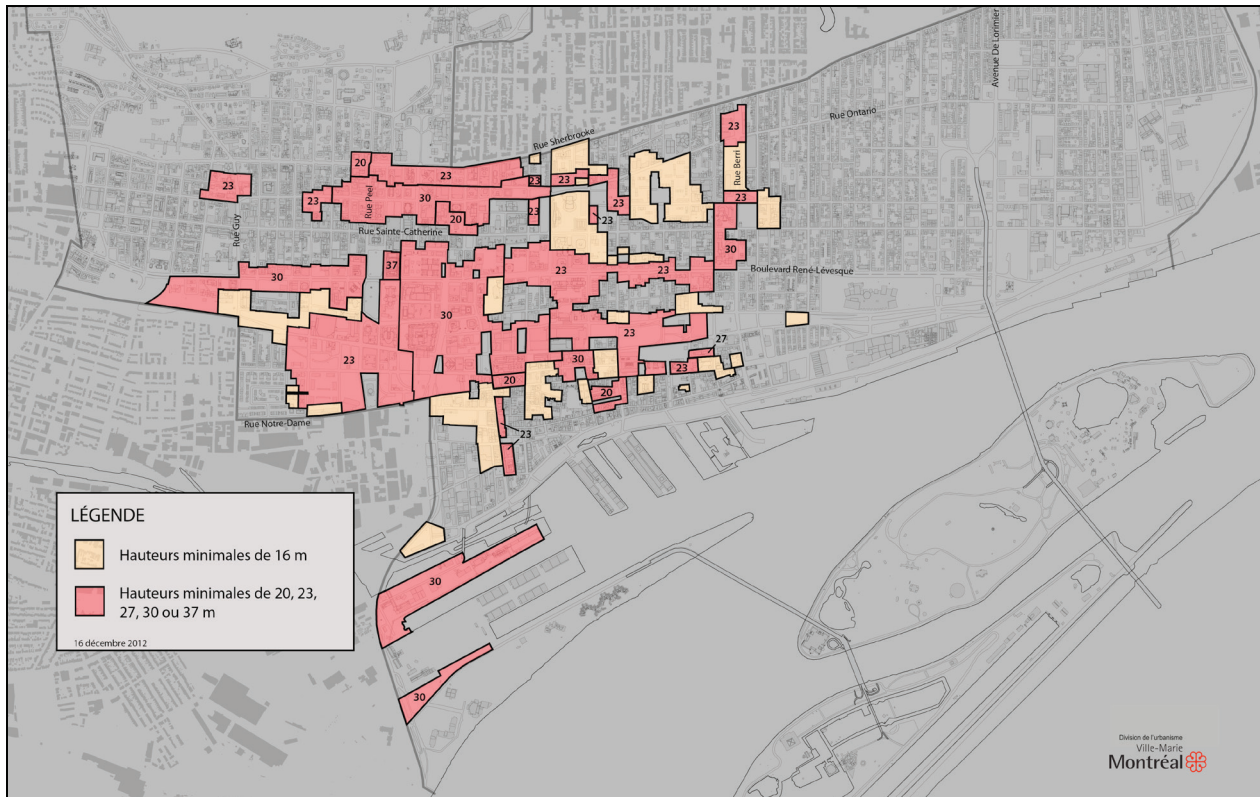 Avenue De Lorimier
Rue Ontario
Rue Sherbrooke
23
Rue Berri
20
23
23
23
23
23
23
Rue Guy
23
Rue Peel
30
20
23
23
Rue Sainte-Catherine
30
37
30
23
23
Boulevard René-Lévesque
30
23
23
27
30
23
20
20
Rue Notre-Dame
23
LÉGENDE
Hauteurs minimales de 16 m
Hauteurs minimales de 20, 23,
27, 30 ou 37 m
16 décembre 2012
30
30
Division de l'urbanisme
Ville-Marie
Montréal